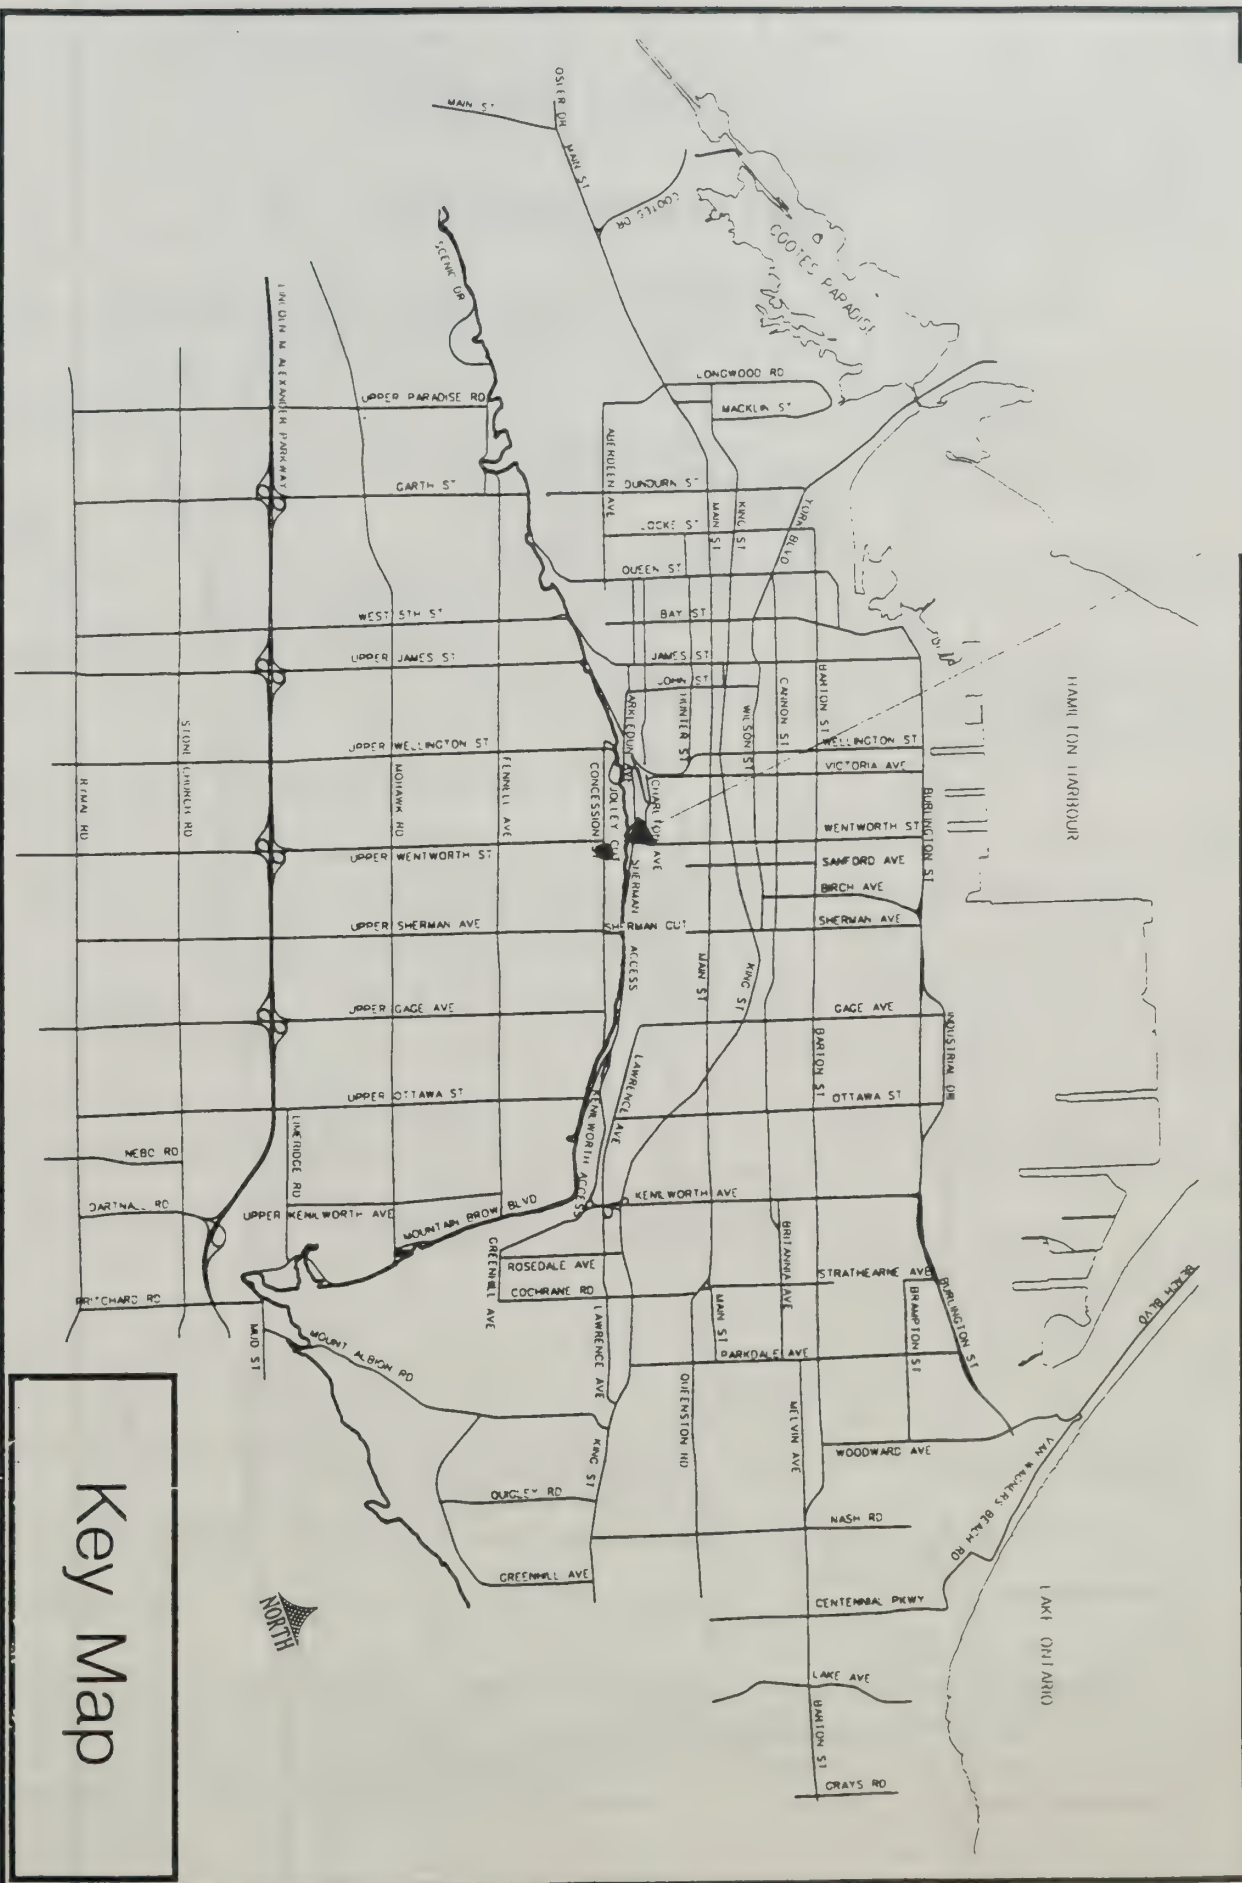 MAIN ST
OSLER DR
MAIN ST
COOTES DR
COOTES PARADISE
SCENIC DR
LINCOLN M ALEXANDER PARKWAY
LONGWOOD RD
MACKLIN ST
UPPER PARADISE RD
ABERDEEN AVE
GARTH ST
DUNDURN ST
LOCKE ST
MAIN ST
KING ST
YORK BLVD
QUEEN ST
WEST 5TH ST
BAY ST
UPPER JAMES ST
JAMES ST
JOHN ST
HUNTER ST
ARKLEDUN AVE
WILSON ST
CANNON ST
BARTON ST
HAMILTON HARBOUR
UPPER WELLINGTON ST
WELLINGTON ST
VICTORIA AVE
RYMAL RD
STONE CHURCH RD
MOHAWK RD
FENNELL AVE
CONCESSION ST
JOLLEY CUT
CHARLTON AVE
BURLINGTON ST
UPPER WENTWORTH ST
WENTWORTH ST
SANFORD AVE
BIRCH AVE
SHERMAN ACCESS
UPPER SHERMAN AVE
SHERMAN CUT
SHERMAN AVE
MAIN ST
KING ST
UPPER GAGE AVE
GAGE AVE
LAWRENCE AVE
BARTON ST
INDUSTRIAL DR
UPPER OTTAWA ST
OTTAWA ST
KENILWORTH ACCESS
NEBO RD
LIMERIDGE RD
DARTNALL RD
UPPER KENILWORTH AVE
MOUNTAIN BROW BLVD
KENILWORTH AVE
GREENHILL AVE
ROSEDALE AVE
COCHRANE RD
BRITANNIA AVE
STRATHEARNE AVE
BRAMPTON ST
BURLINGTON ST
BEACH BLVD
PRITCHARD RD
MUD ST
MOUNT ALBION RD
LAWRENCE AVE
MAIN ST
PARKDALE AVE
QUEENSTON RD
MELVIN AVE
WOODWARD AVE
VAN WAGNERS BEACH RD
KING ST
QUIGLEY RD
NASH RD
GREENHILL AVE
CENTENNIAL PKWY
LAKE ONTARIO
LAKE AVE
BARTON ST
GRAYS RD
NORTH
Key Map